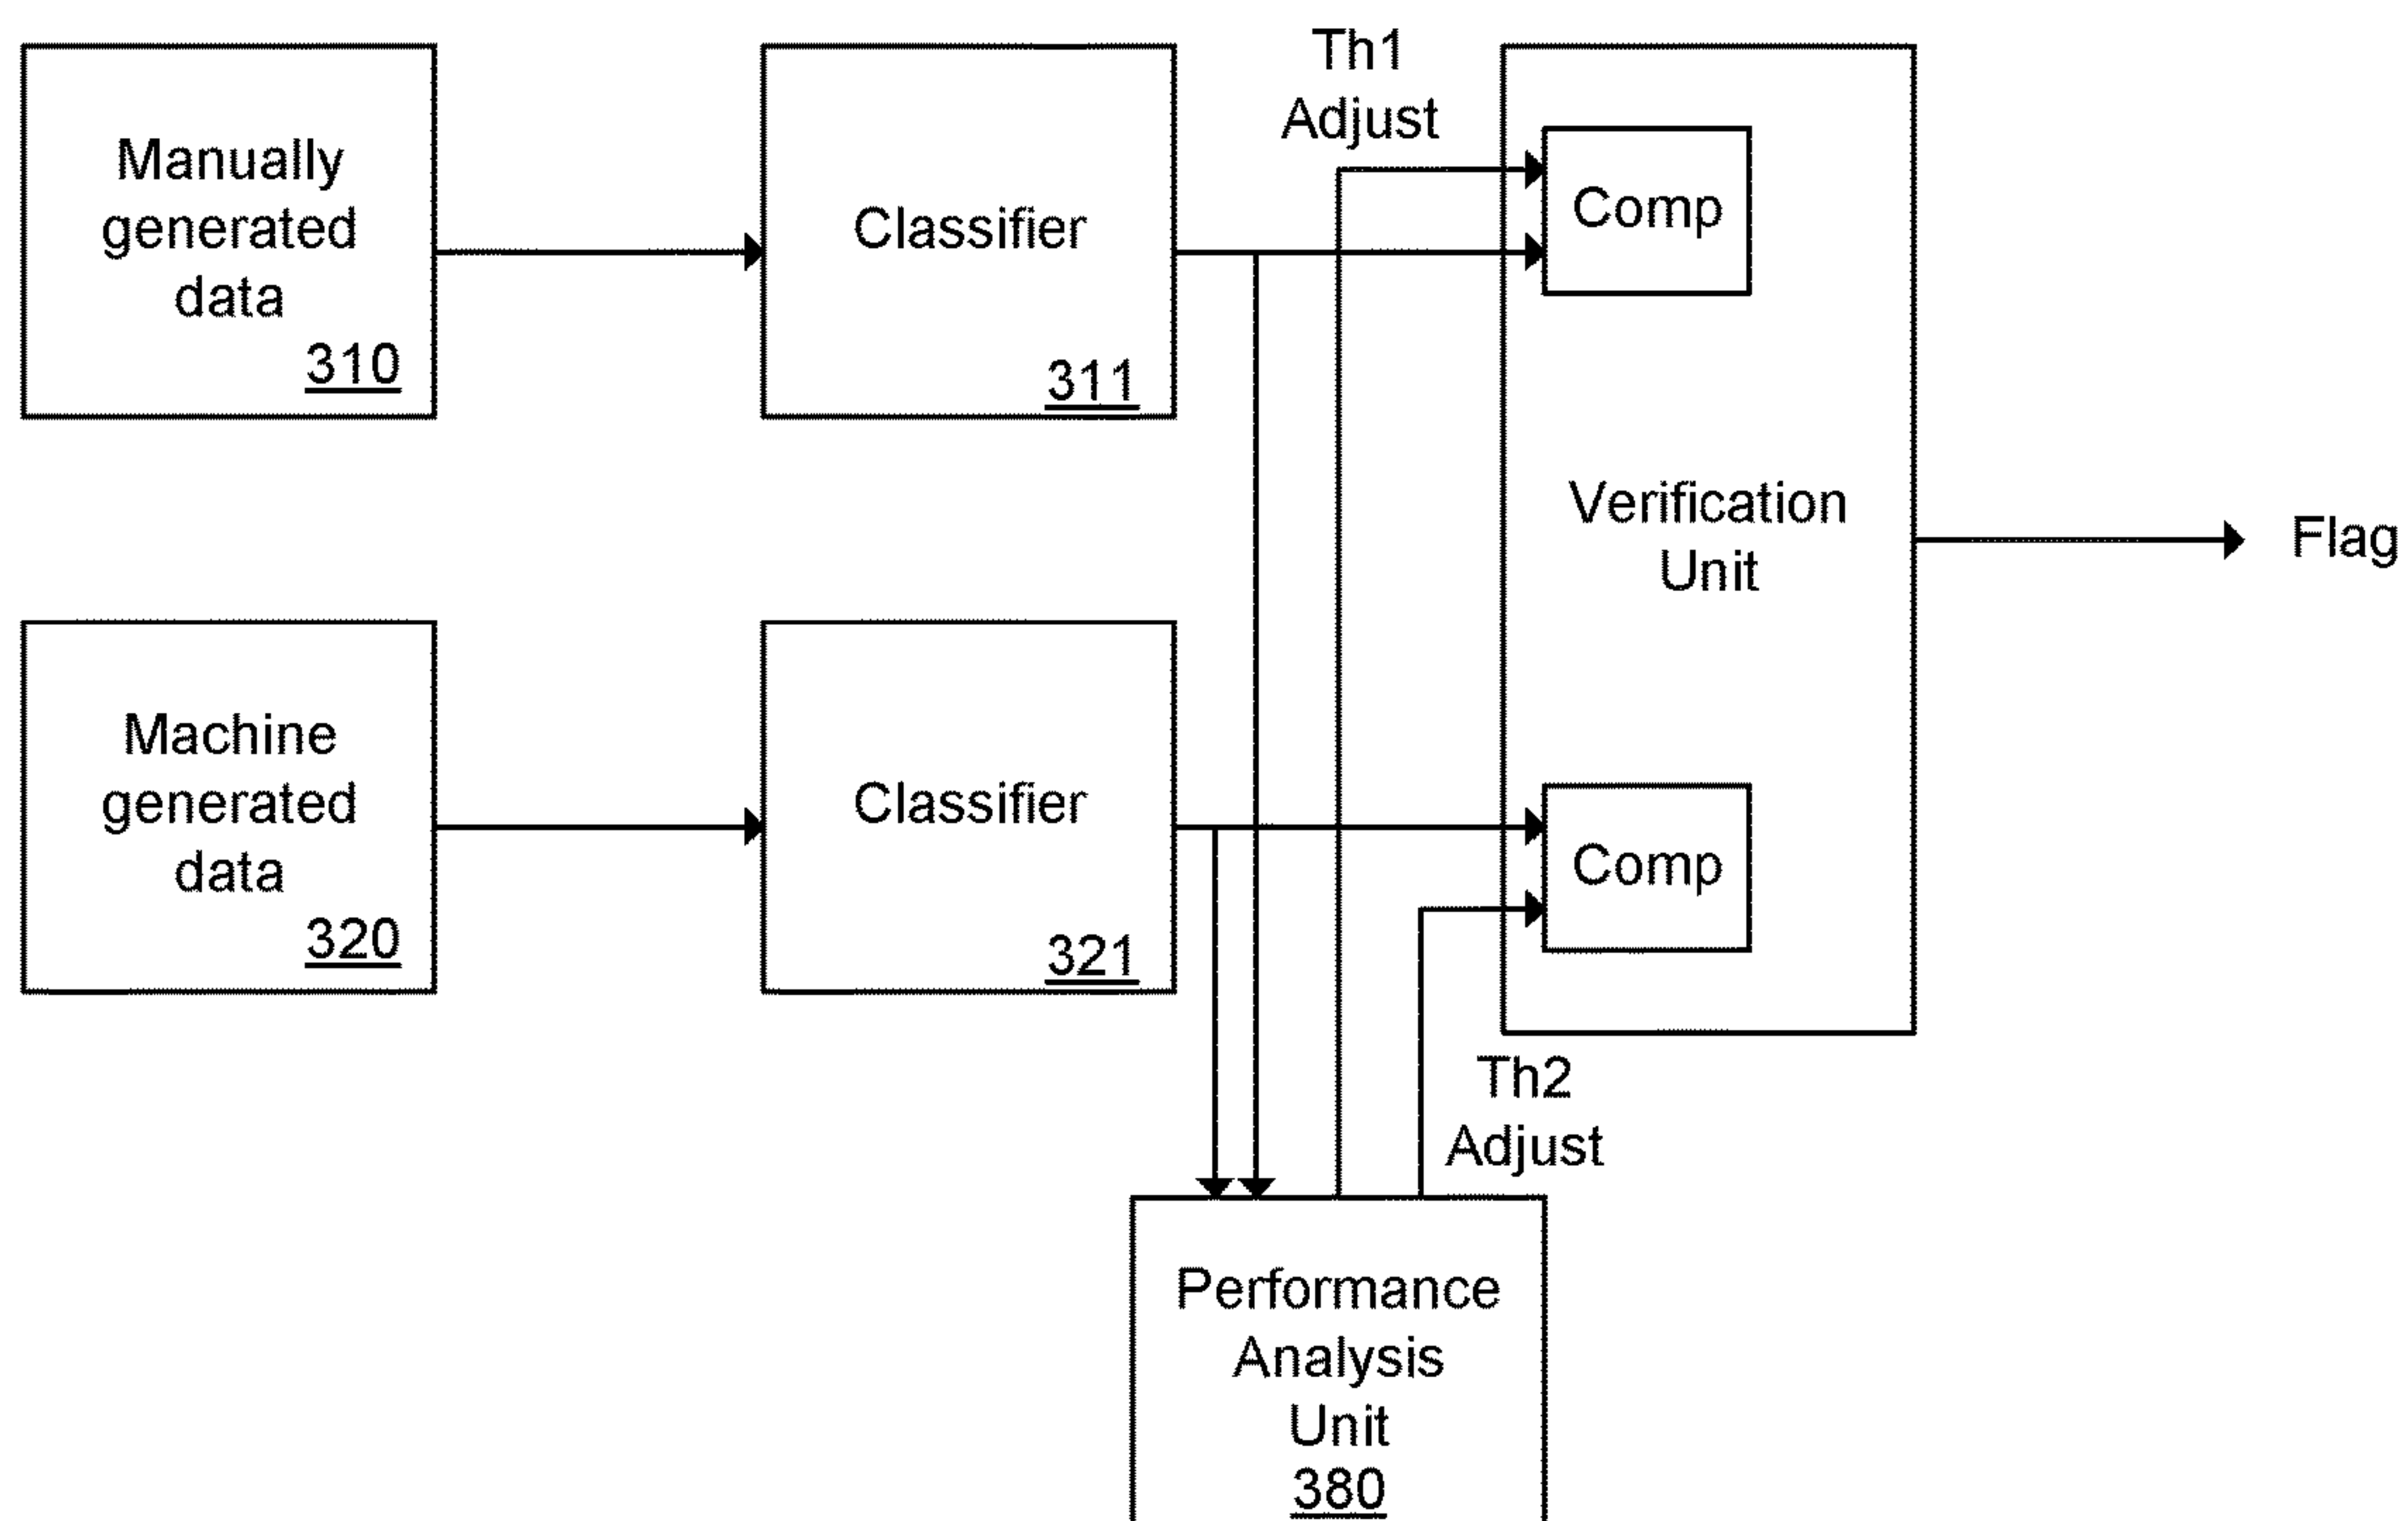 Manually
generated
data
310
Classifier
311
Th1
Adjust
Comp
Verification
Unit
Flag
Machine
generated
data
320
Classifier
321
Comp
Th2
Adjust
Performance
Analysis
Unit
380